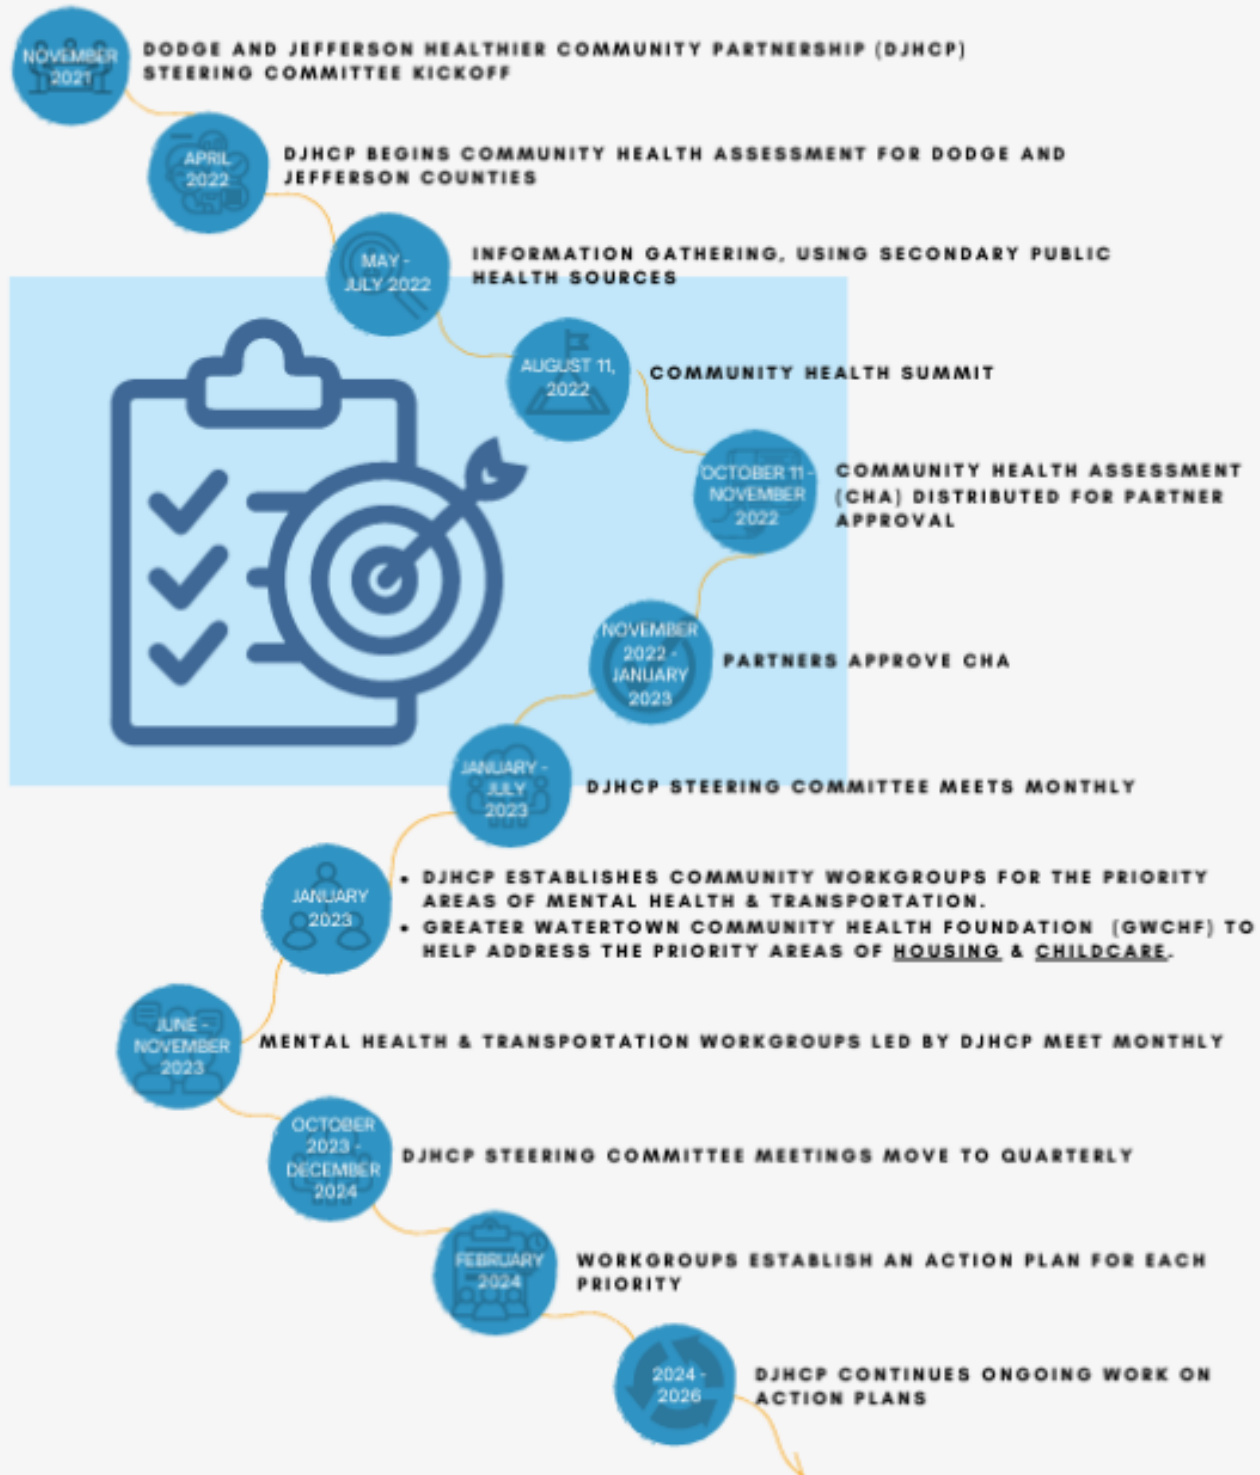 NOVEMBER
2021
DODGE AND JEFFERSON HEALTHIER COMMUNITY PARTNERSHIP (DJHCP)
STEERING COMMITTEE KICKOFF
APRIL
2022
DJHCP BEGINS COMMUNITY HEALTH ASSESSMENT FOR DODGE AND
JEFFERSON COUNTIES
MAY -
JULY 2022
INFORMATION GATHERING, USING SECONDARY PUBLIC
HEALTH SOURCES
AUGUST 11,
2022
COMMUNITY HEALTH SUMMIT
OCTOBER 11 -
NOVEMBER
2022
COMMUNITY HEALTH ASSESSMENT
(CHA) DISTRIBUTED FOR PARTNER
APPROVAL
NOVEMBER
2022 -
JANUARY
2023
PARTNERS APPROVE CHA
JANUARY -
JULY
2023
DJHCP STEERING COMMITTEE MEETS MONTHLY
JANUARY
2023
• DJHCP ESTABLISHES COMMUNITY WORKGROUPS FOR THE PRIORITY
AREAS OF MENTAL HEALTH & TRANSPORTATION.
• GREATER WATERTOWN COMMUNITY HEALTH FOUNDATION (GWCHF) TO
HELP ADDRESS THE PRIORITY AREAS OF HOUSING & CHILDCARE.
JUNE -
NOVEMBER
2023
MENTAL HEALTH & TRANSPORTATION WORKGROUPS LED BY DJHCP MEET MONTHLY
OCTOBER
2023 -
DECEMBER
2024
DJHCP STEERING COMMITTEE MEETINGS MOVE TO QUARTERLY
FEBRUARY
2024
WORKGROUPS ESTABLISH AN ACTION PLAN FOR EACH
PRIORITY
2024 -
2026
DJHCP CONTINUES ONGOING WORK ON
ACTION PLANS